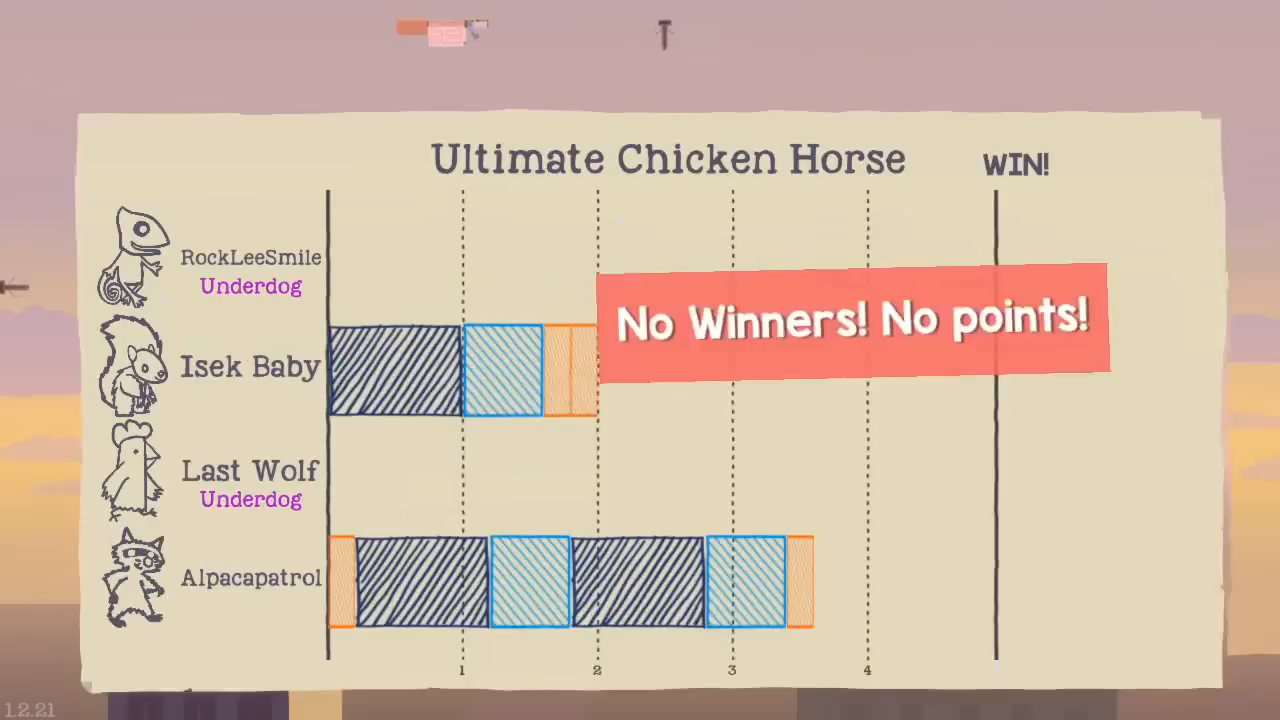 Ultimate Chicken Horse
WIN!
RockLeeSmile
Underdog
Isek Baby
No Winners! No points!
Last Wolf
Underdog
Alpacapatrol
1 2 3 4
1.2.21